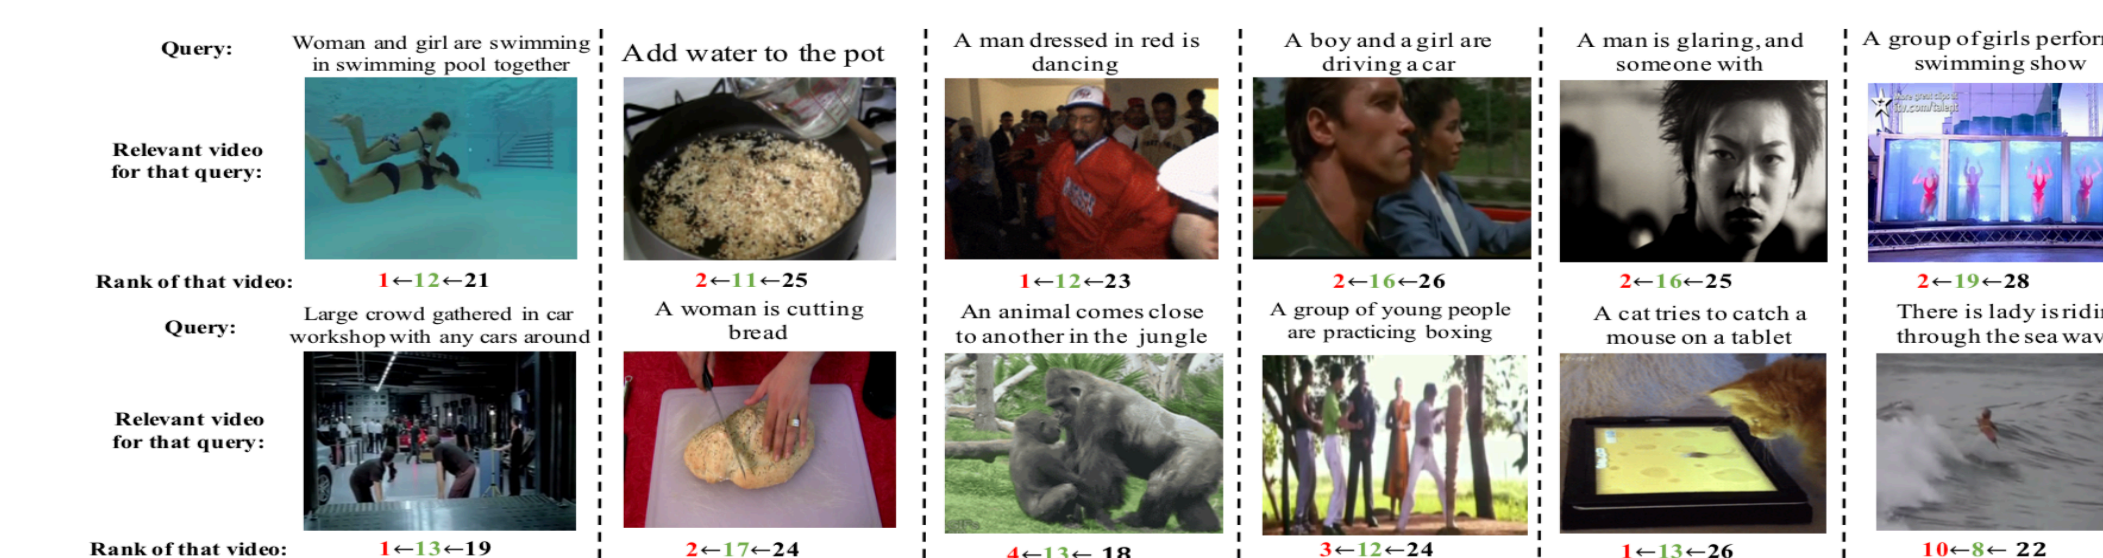 Query:
Woman and girl are swimming
in swimming pool together
Add water to the pot
A man dressed in red is
dancing
A boy and a girl are
driving a car
A man is glaring, and
someone with
A group of girls perfor
swimming show
Relevant video
for that query:
itv.com/talent
Rank of that video:
1←12←21
2←11←25
1←12←23
2←16←26
2←16←25
2←19←28
Query:
Large crowd gathered in car
workshop with any cars around
A woman is cutting
bread
An animal comes close
to another in the jungle
A group of young people
are practicing boxing
A cat tries to catch a
mouse on a tablet
There is lady is ridi
through the sea wav
Relevant video
for that query:
Rank of that video:
1←13←19
2←17←24
4←13← 18
3←12←24
1←13←26
10←8← 22